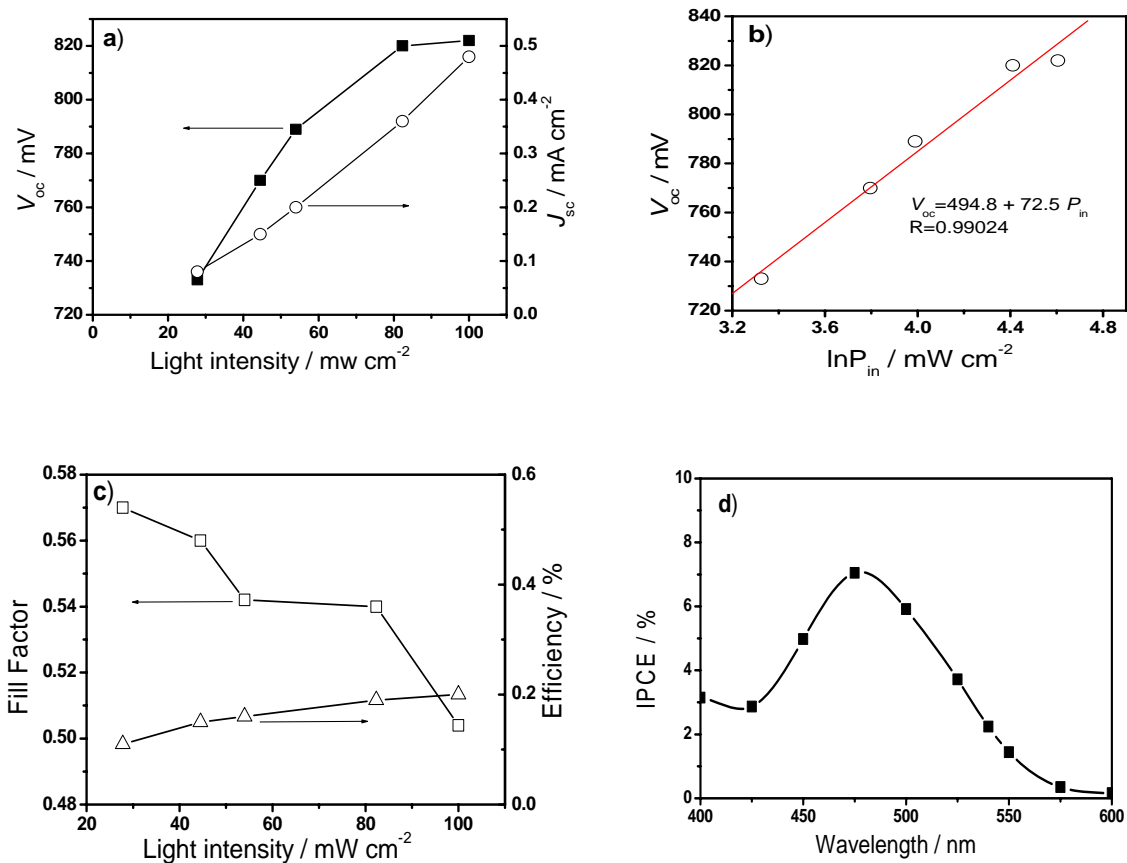 a)
820
800
780
760
740
720
V_oc / mV
0.5
0.4
0.3
0.2
0.1
0.0
J_sc / mA cm⁻²
0 20 40 60 80 100
Light intensity / mw cm⁻²
b)
840
820
800
780
760
740
720
V_oc / mV
V_oc=494.8 + 72.5 P_in
R=0.99024
3.2 3.6 4.0 4.4 4.8
lnP_in / mW cm⁻²
c)
0.58
0.56
0.54
0.52
0.50
0.48
Fill Factor
0.6
0.4
0.2
0.0
Efficiency / %
20 40 60 80 100
Light intensity / mW cm⁻²
d)
10
8
6
4
2
0
IPCE / %
400 450 500 550 600
Wavelength / nm